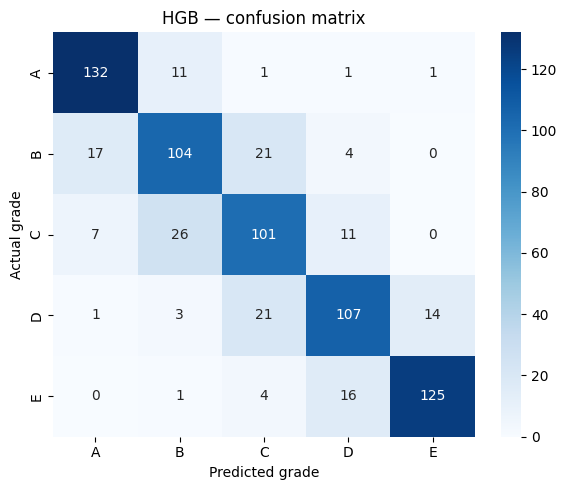 HGB — confusion matrix
Actual grade
A 132 11 1 1 1
B 17 104 21 4 0
C 7 26 101 11 0
D 1 3 21 107 14
E 0 1 4 16 125
A B C D E
Predicted grade
120
100
80
60
40
20
0